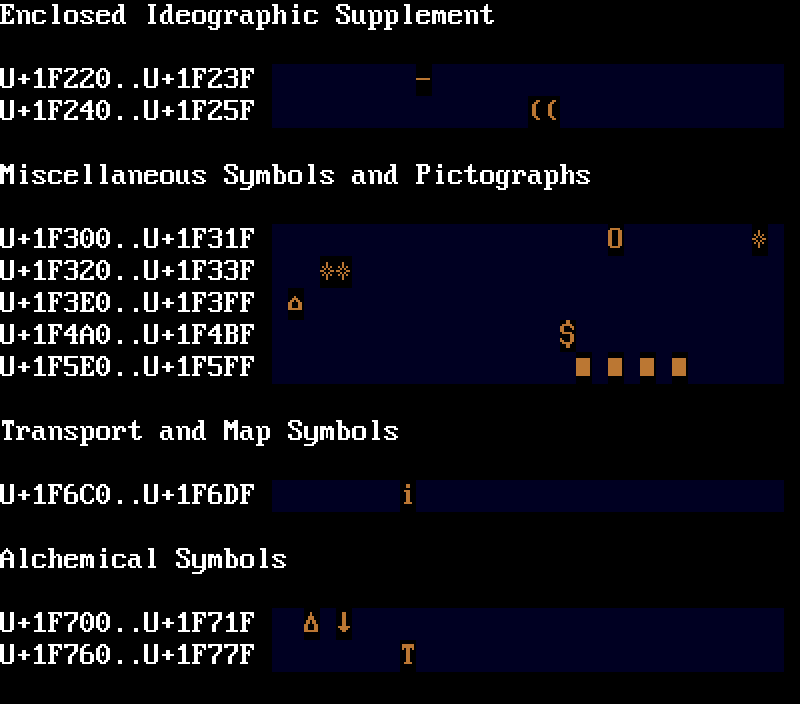 Enclosed Ideographic Supplement
U+1F220..U+1F23F —
U+1F240..U+1F25F ((
Miscellaneous Symbols and Pictographs
U+1F300..U+1F31F O ☼
U+1F320..U+1F33F ☼☼
U+1F3E0..U+1F3FF ⌂
U+1F4A0..U+1F4BF $
U+1F5E0..U+1F5FF ■ ■ ■ ■
Transport and Map Symbols
U+1F6C0..U+1F6DF i
Alchemical Symbols
U+1F700..U+1F71F Δ ↓
U+1F760..U+1F77F T